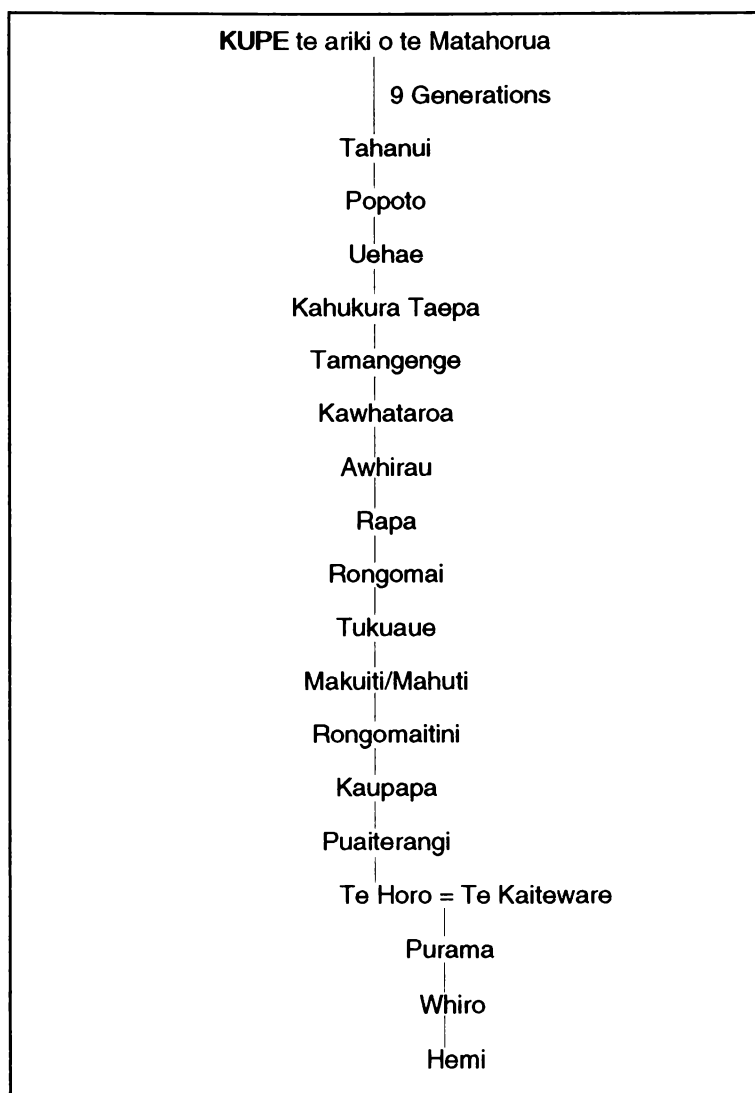 KUPE te ariki o te Matahorua
9 Generations
Tahanui
Popoto
Uehae
Kahukura Taepa
Tamangenge
Kawhataroa
Awhirau
Rapa
Rongomai
Tukuaue
Makuiti/Mahuti
Rongomaitini
Kaupapa
Puaiterangi
Te Horo = Te Kaiteware
Purama
Whiro
Hemi